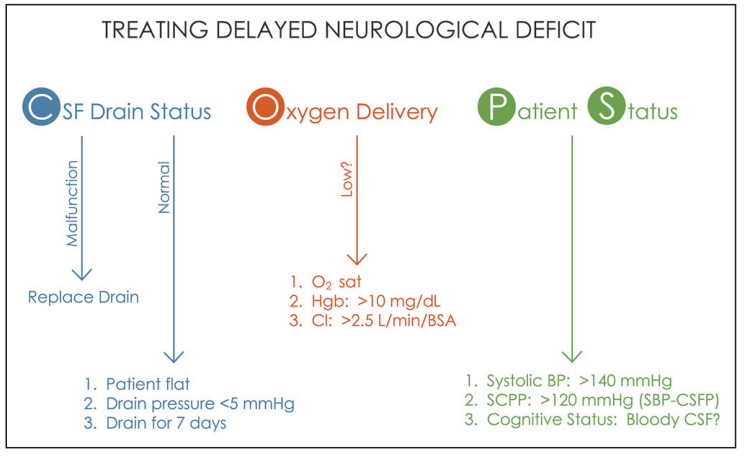 TREATING DELAYED NEUROLOGICAL DEFICIT
CSF Drain Status
Oxygen Delivery
Patient Status
Malfunction
Normal
Low?
Replace Drain
1. O₂ sat
2. Hgb: >10 mg/dL
3. CI: >2.5 L/min/BSA
1. Patient flat
2. Drain pressure <5 mmHg
3. Drain for 7 days
1. Systolic BP: >140 mmHg
2. SCPP: >120 mmHg (SBP-CSFP)
3. Cognitive Status: Bloody CSF?